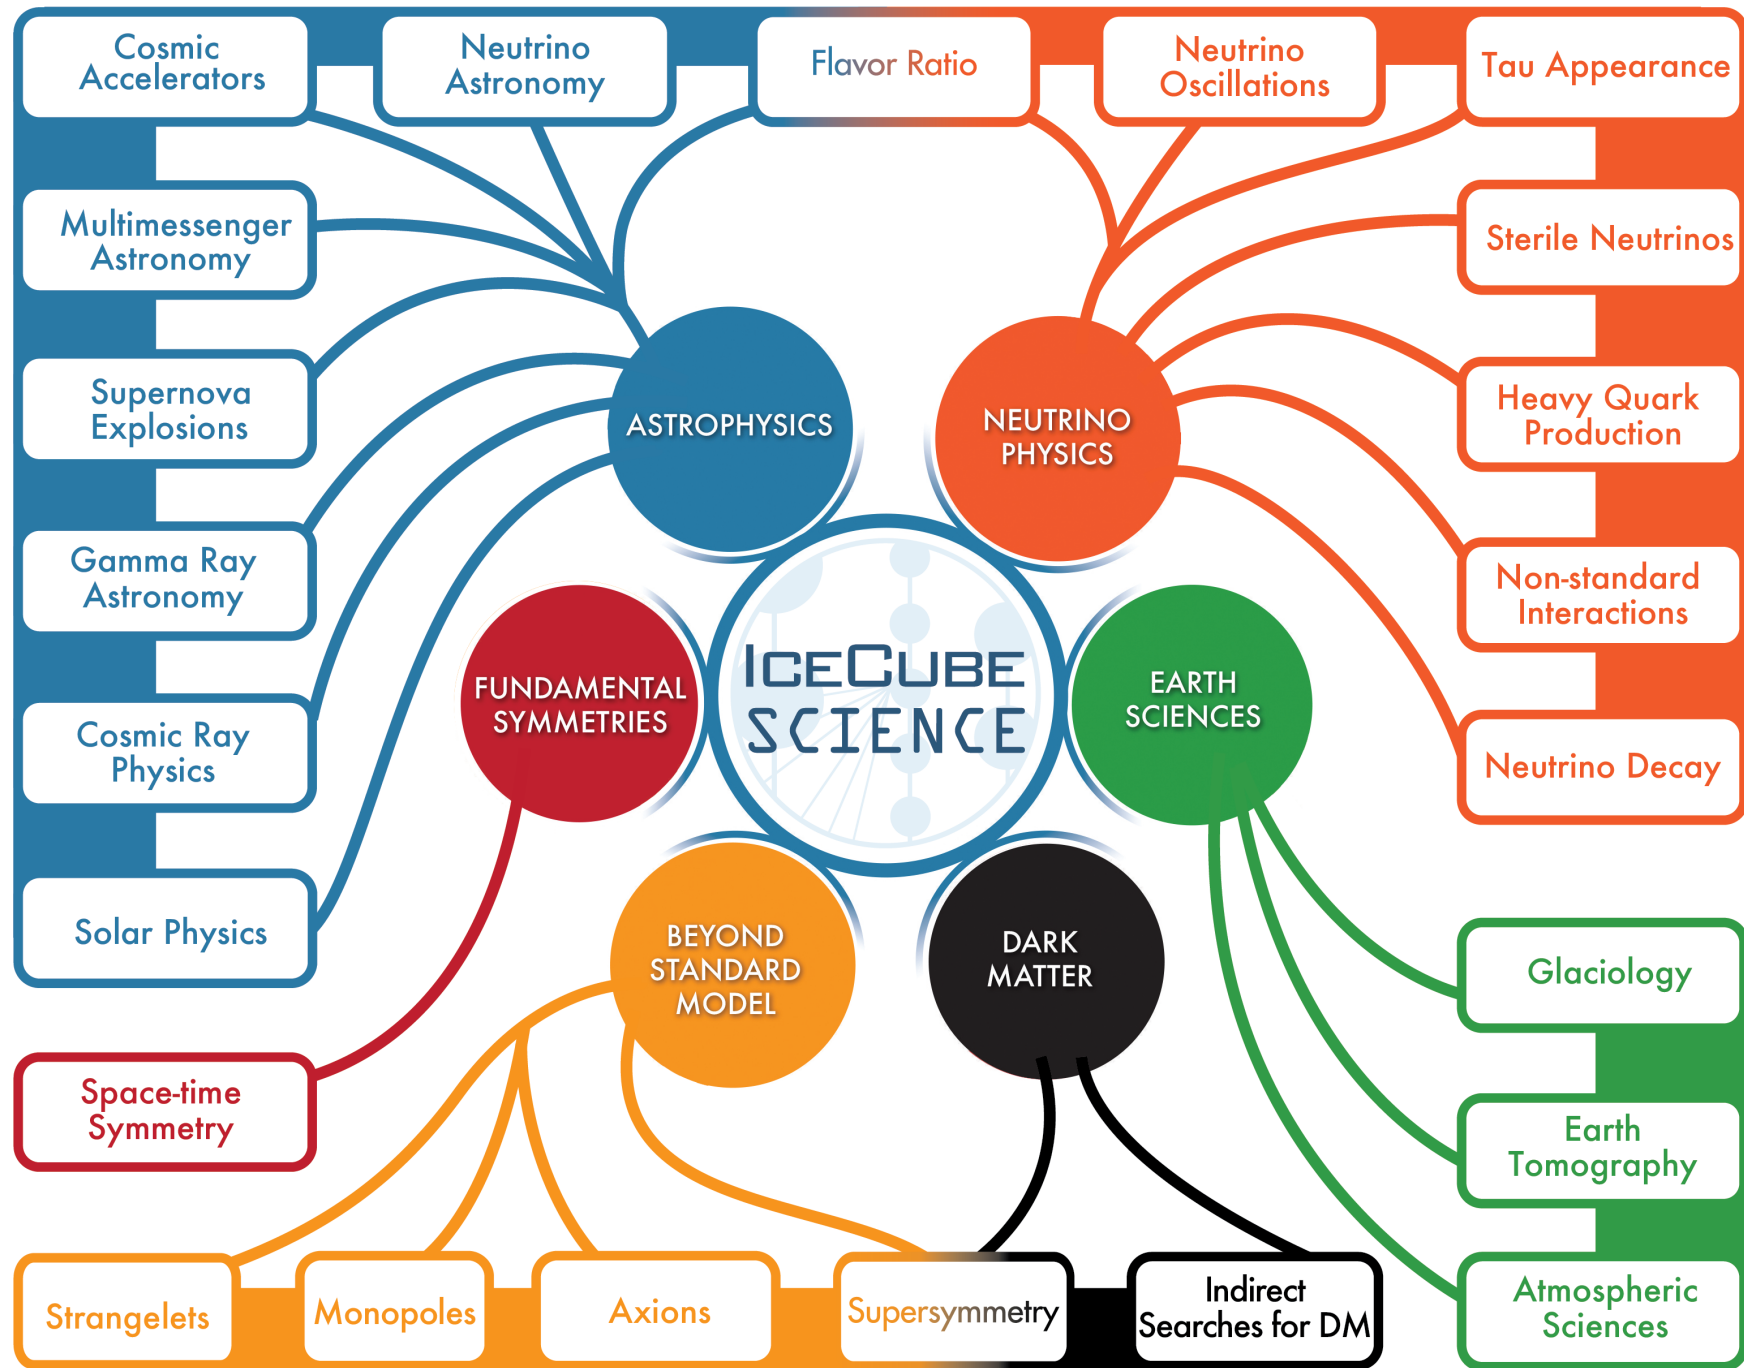 Cosmic
Accelerators
Neutrino
Astronomy
Flavor Ratio
Neutrino
Oscillations
Tau Appearance
Multimessenger
Astronomy
Sterile Neutrinos
Supernova
Explosions
Heavy Quark
Production
ASTROPHYSICS
NEUTRINO
PHYSICS
Gamma Ray
Astronomy
Non-standard
Interactions
FUNDAMENTAL
SYMMETRIES
ICECUBE
SCIENCE
EARTH
SCIENCES
Cosmic Ray
Physics
Neutrino Decay
Solar Physics
BEYOND
STANDARD
MODEL
DARK
MATTER
Glaciology
Space-time
Symmetry
Earth
Tomography
Strangelets
Monopoles
Axions
Supersymmetry
Indirect
Searches for DM
Atmospheric
Sciences